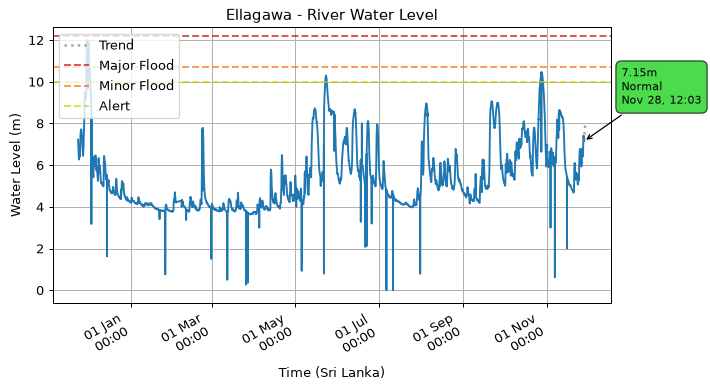 Ellagawa - River Water Level
Water Level (m)
12
10
8
6
4
2
0
Trend
Major Flood
Minor Flood
Alert
7.15m
Normal
Nov 28, 12:03
01 Jan
00:00
01 Mar
00:00
01 May
00:00
01 Jul
00:00
01 Sep
00:00
01 Nov
00:00
Time (Sri Lanka)